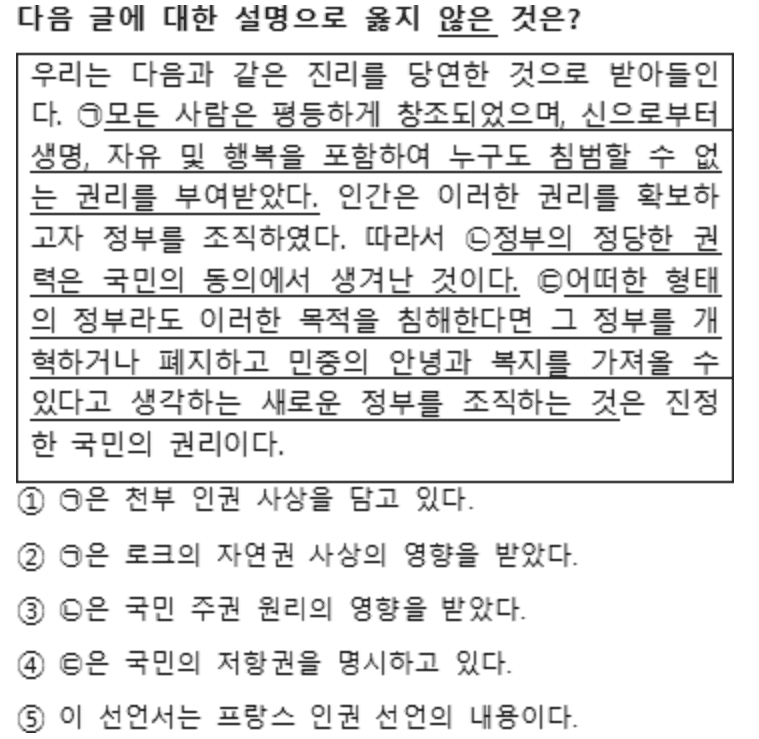 다음 글에 대한 설명으로 옳지 않은 것은?
우리는 다음과 같은 진리를 당연한 것으로 받아들인
다. ㉠모든 사람은 평등하게 창조되었으며, 신으로부터
생명, 자유 및 행복을 포함하여 누구도 침범할 수 없
는 권리를 부여받았다. 인간은 이러한 권리를 확보하
고자 정부를 조직하였다. 따라서 ㉡정부의 정당한 권
력은 국민의 동의에서 생겨난 것이다. ㉢어떠한 형태
의 정부라도 이러한 목적을 침해한다면 그 정부를 개
혁하거나 폐지하고 민중의 안녕과 복지를 가져올 수
있다고 생각하는 새로운 정부를 조직하는 것은 진정
한 국민의 권리이다.
① ㉠은 천부 인권 사상을 담고 있다.
② ㉠은 로크의 자연권 사상의 영향을 받았다.
③ ㉡은 국민 주권 원리의 영향을 받았다.
④ ㉢은 국민의 저항권을 명시하고 있다.
⑤ 이 선언서는 프랑스 인권 선언의 내용이다.